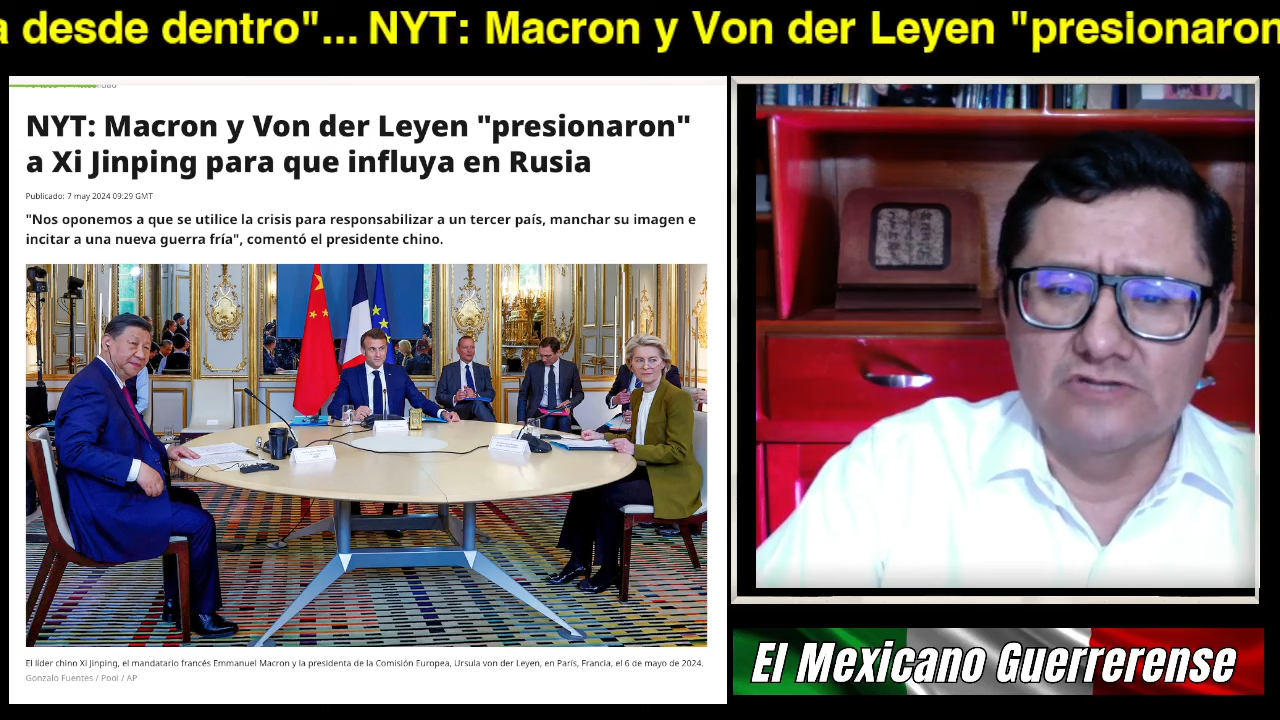 a desde dentro"... NYT: Macron y Von der Leyen "presionaron
NYT: Macron y Von der Leyen "presionaron"
a Xi Jinping para que influya en Rusia
Publicado: 7 may 2024 09:29 GMT
"Nos oponemos a que se utilice la crisis para responsabilizar a un tercer país, manchar su imagen e
incitar a una nueva guerra fría", comentó el presidente chino.
El líder chino Xi Jinping, el mandatario francés Emmanuel Macron y la presidenta de la Comisión Europea, Ursula von der Leyen, en París, Francia, el 6 de mayo de 2024.
Gonzalo Fuentes / Pool / AP
El Mexicano Guerrerense